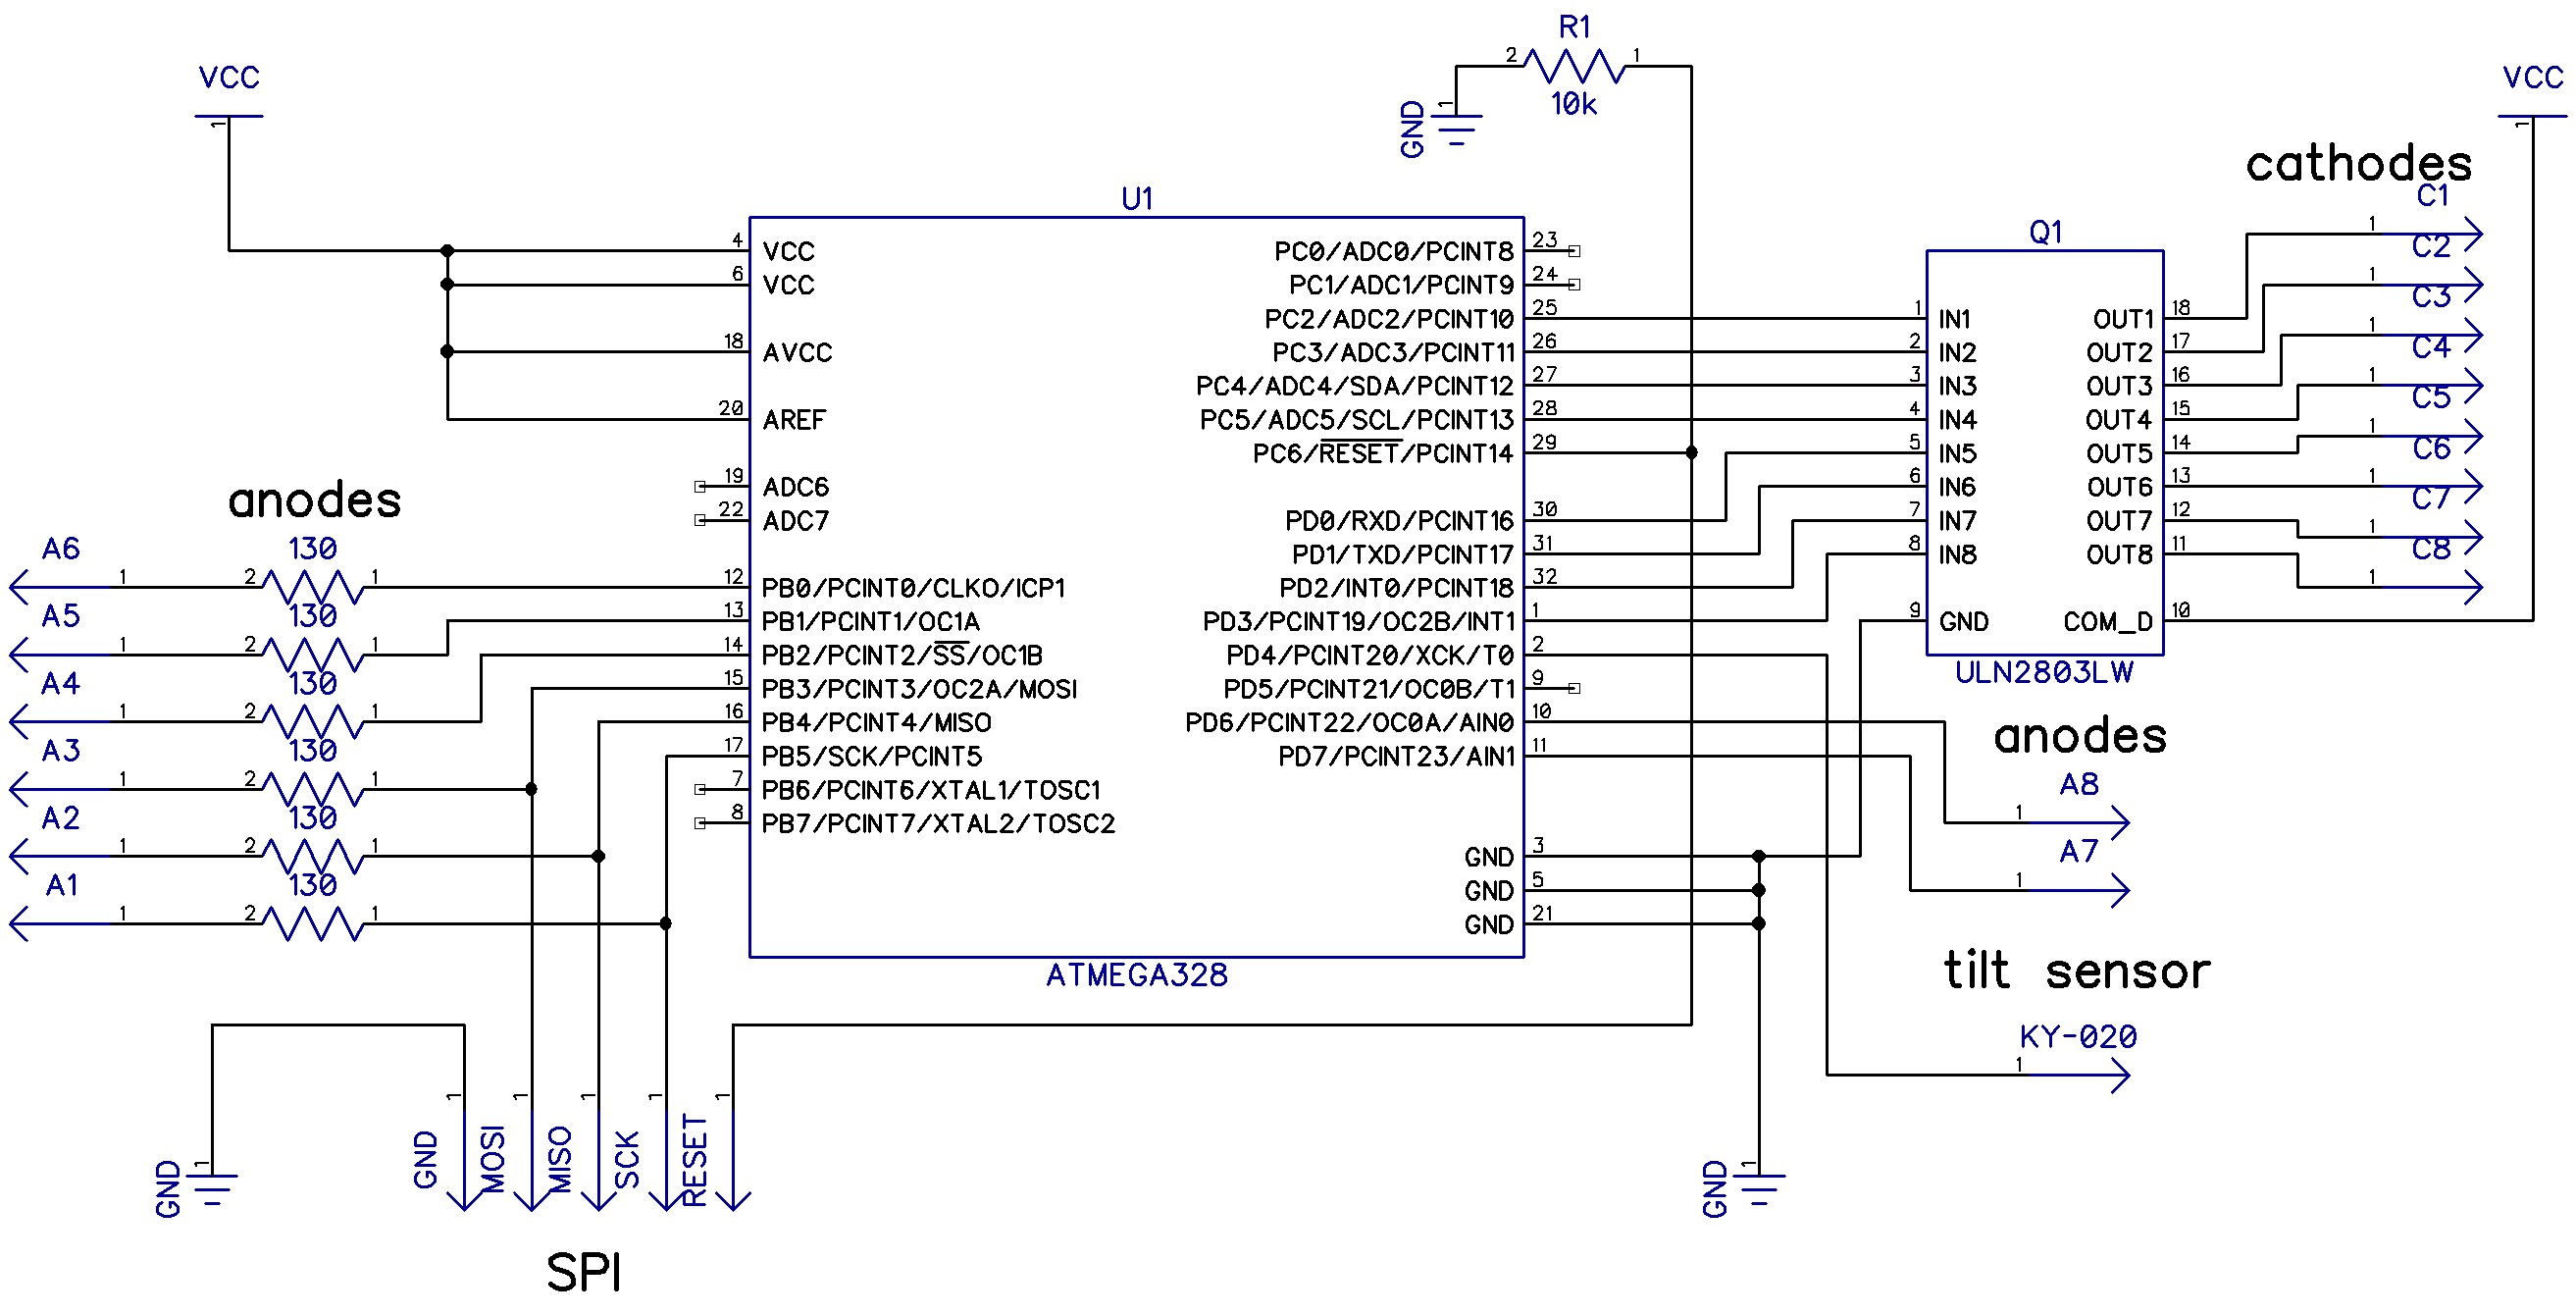 R1
2
1
10k
GND
1
VCC
1
VCC
1
cathodes
U1
4 VCC
6 VCC
18 AVCC
20 AREF
19 ADC6
22 ADC7
12 PB0/PCINT0/CLKO/ICP1
13 PB1/PCINT1/OC1A
14 PB2/PCINT2/SS/OC1B
15 PB3/PCINT3/OC2A/MOSI
16 PB4/PCINT4/MISO
17 PB5/SCK/PCINT5
7 PB6/PCINT6/XTAL1/TOSC1
8 PB7/PCINT7/XTAL2/TOSC2
PC0/ADC0/PCINT8 23
PC1/ADC1/PCINT9 24
PC2/ADC2/PCINT10 25
PC3/ADC3/PCINT11 26
PC4/ADC4/SDA/PCINT12 27
PC5/ADC5/SCL/PCINT13 28
PC6/RESET/PCINT14 29
PD0/RXD/PCINT16 30
PD1/TXD/PCINT17 31
PD2/INT0/PCINT18 32
PD3/PCINT19/OC2B/INT1 1
PD4/PCINT20/XCK/T0 2
PD5/PCINT21/OC0B/T1 9
PD6/PCINT22/OC0A/AIN0 10
PD7/PCINT23/AIN1 11
GND 3
GND 5
GND 21
ATMEGA328
anodes
A6
1 2 130 1
A5
1 2 130 1
A4
1 2 130 1
A3
1 2 130 1
A2
1 2 130 1
A1
1 2 130 1
Q1
1 IN1 OUT1 18
2 IN2 OUT2 17
3 IN3 OUT3 16
4 IN4 OUT4 15
5 IN5 OUT5 14
6 IN6 OUT6 13
7 IN7 OUT7 12
8 IN8 OUT8 11
9 GND COM_D 10
ULN2803LW
C1
1
C2
1
C3
1
C4
1
C5
1
C6
1
C7
1
C8
1
anodes
A8
1
A7
1
tilt sensor
KY-020
1
GND
1
GND
1
MOSI
1
MISO
1
SCK
1
RESET
1
GND
1
SPI